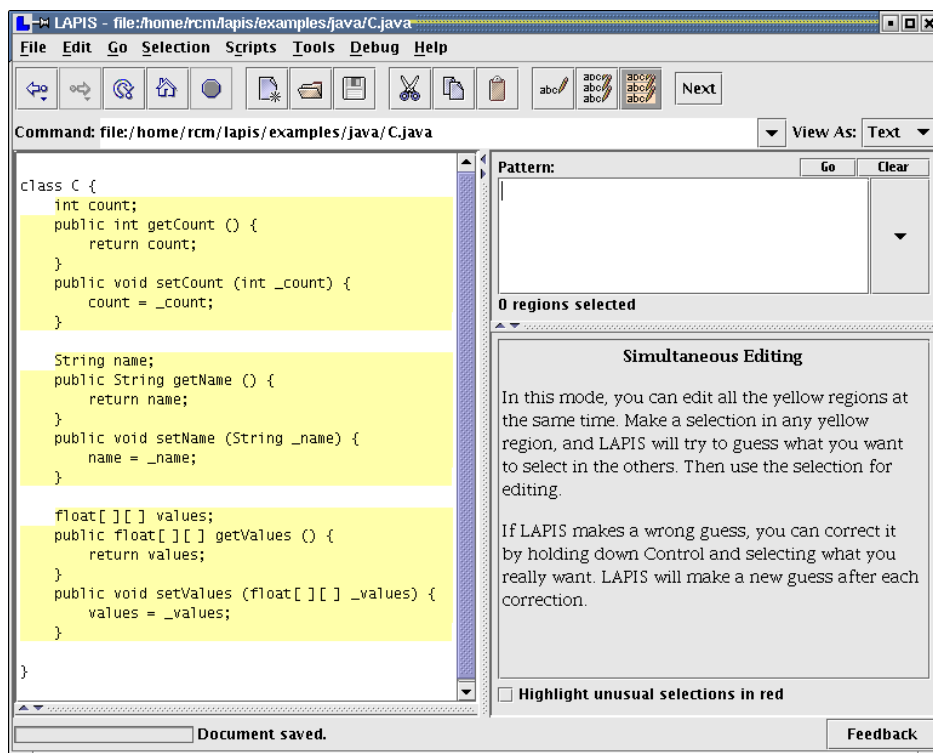 LAPIS - file:/home/rcm/lapis/examples/java/C.java
File Edit Go Selection Scripts Tools Debug Help
abc
abc
abc
abc
abc
abc
abc
Next
Command: file:/home/rcm/lapis/examples/java/C.java
View As: Text
class C {
    int count;
    public int getCount () {
        return count;
    }
    public void setCount (int _count) {
        count = _count;
    }
    String name;
    public String getName () {
        return name;
    }
    public void setName (String _name) {
        name = _name;
    }
    float[ ][ ] values;
    public float[ ][ ] getValues () {
        return values;
    }
    public void setValues (float[ ][ ] _values) {
        values = _values;
    }
}
Pattern:
Go
Clear
0 regions selected
Simultaneous Editing
In this mode, you can edit all the yellow regions at
the same time. Make a selection in any yellow
region, and LAPIS will try to guess what you want
to select in the others. Then use the selection for
editing.
If LAPIS makes a wrong guess, you can correct it
by holding down Control and selecting what you
really want. LAPIS will make a new guess after each
correction.
Highlight unusual selections in red
Document saved.
Feedback